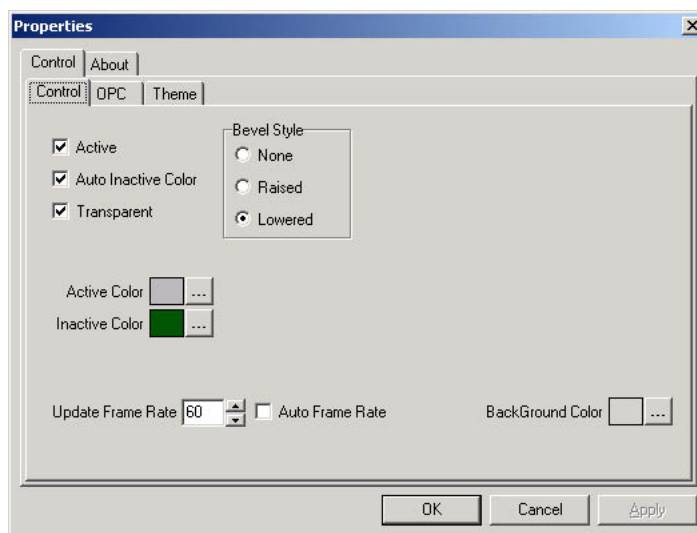 Properties
Control About
Control OPC Theme
Bevel Style
Active
None
Auto Inactive Color
Raised
Transparent
Lowered
Active Color ...
Inactive Color ...
Update Frame Rate 60 Auto Frame Rate BackGround Color ...
OK Cancel Apply